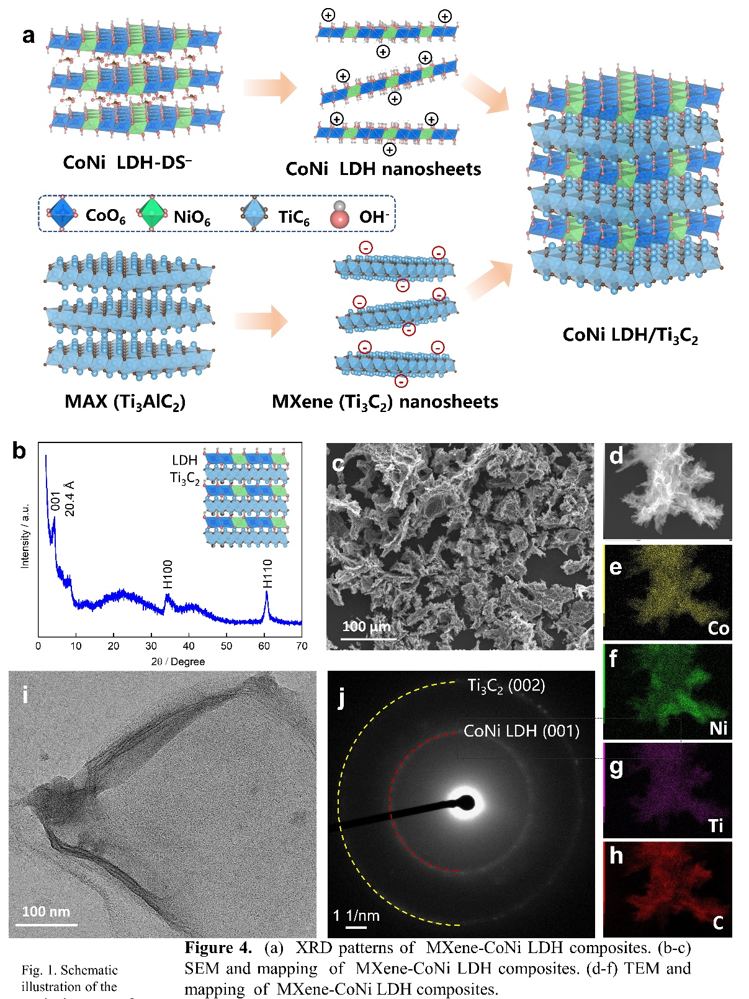 a
CoNi LDH-DS⁻
CoNi LDH nanosheets
CoO₆
NiO₆
TiC₆
OH⁻
MAX (Ti₃AlC₂)
MXene (Ti₃C₂) nanosheets
CoNi LDH/Ti₃C₂
b
Intensity / a.u.
001
20.4 Å
LDH
Ti₃C₂
H100
H110
0 10 20 30 40 50 60 70
2θ / Degree
c
100 μm
d
e
Co
f
Ni
g
Ti
h
C
i
100 nm
j
Ti₃C₂ (002)
CoNi LDH (001)
1 1/nm
Figure 4. (a) XRD patterns of MXene-CoNi LDH composites. (b-c)
SEM and mapping of MXene-CoNi LDH composites. (d-f) TEM and
mapping of MXene-CoNi LDH composites.
Fig. 1. Schematic
illustration of the